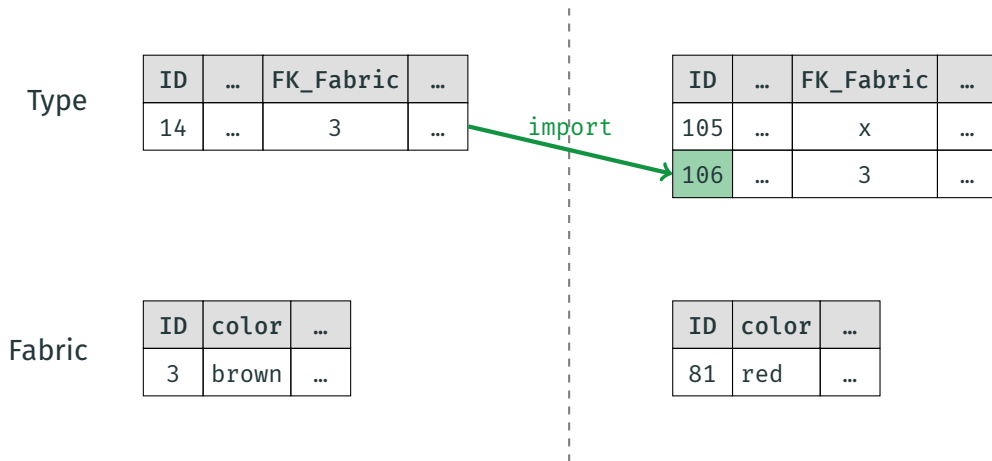 Type
ID … FK_Fabric …
14 … 3 …
import
ID … FK_Fabric …
105 … x …
106 … 3 …
Fabric
ID color …
3 brown …
ID color …
81 red …